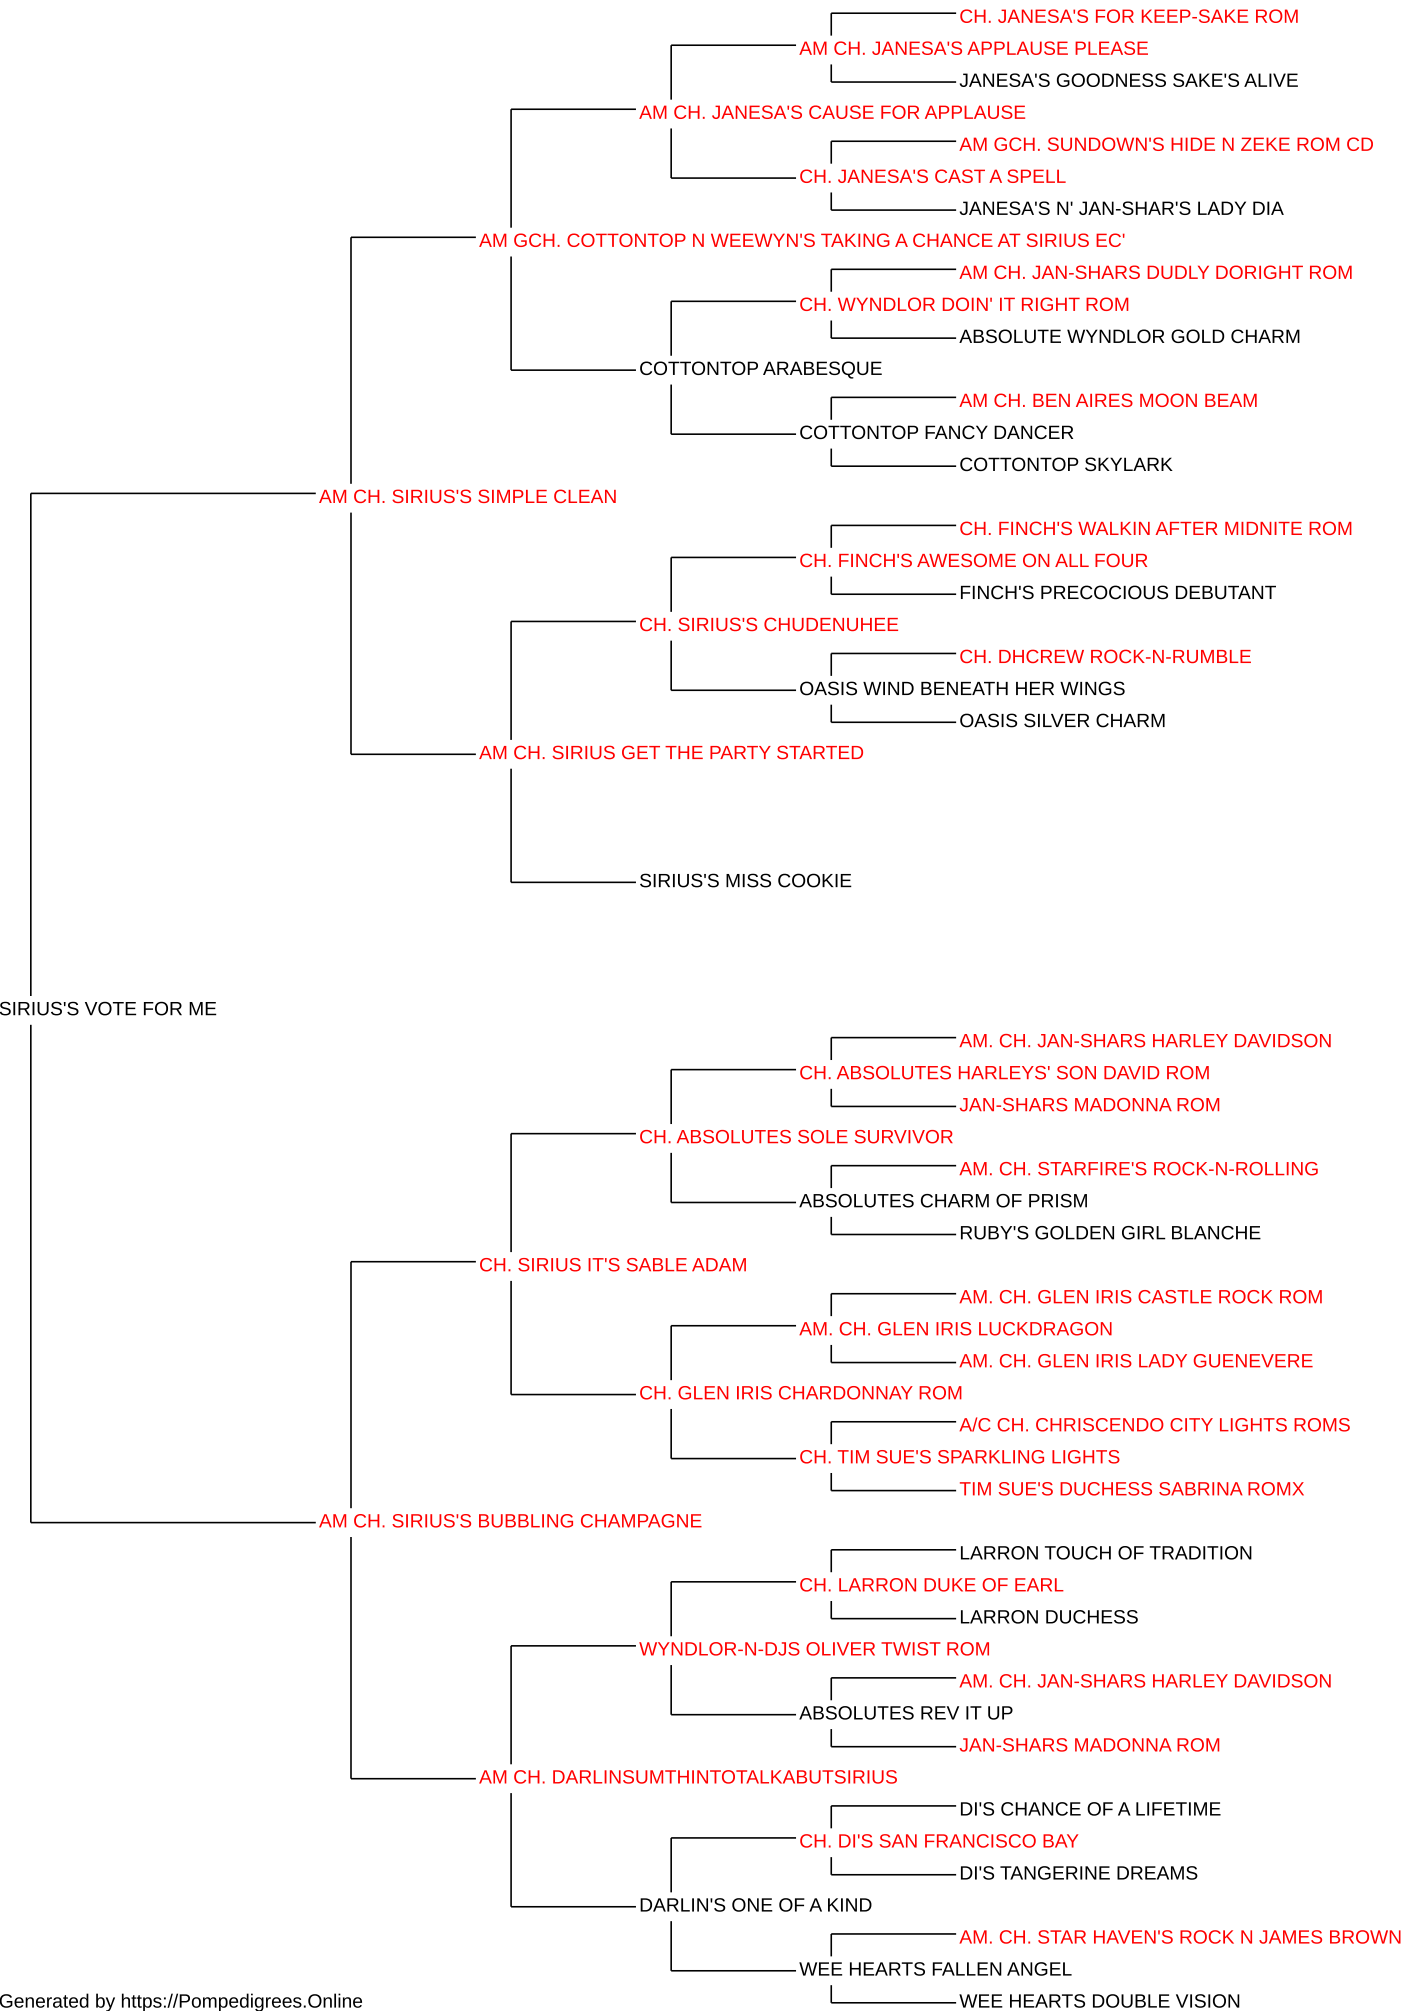 CH. JANESA'S FOR KEEP-SAKE ROM
AM CH. JANESA'S APPLAUSE PLEASE
JANESA'S GOODNESS SAKE'S ALIVE
AM CH. JANESA'S CAUSE FOR APPLAUSE
AM GCH. SUNDOWN'S HIDE N ZEKE ROM CD
CH. JANESA'S CAST A SPELL
JANESA'S N' JAN-SHAR'S LADY DIA
AM GCH. COTTONTOP N WEEWYN'S TAKING A CHANCE AT SIRIUS EC'
AM CH. JAN-SHARS DUDLY DORIGHT ROM
CH. WYNDLOR DOIN' IT RIGHT ROM
ABSOLUTE WYNDLOR GOLD CHARM
COTTONTOP ARABESQUE
AM CH. BEN AIRES MOON BEAM
COTTONTOP FANCY DANCER
COTTONTOP SKYLARK
AM CH. SIRIUS'S SIMPLE CLEAN
CH. FINCH'S WALKIN AFTER MIDNITE ROM
CH. FINCH'S AWESOME ON ALL FOUR
FINCH'S PRECOCIOUS DEBUTANT
CH. SIRIUS'S CHUDENUHEE
CH. DHCREW ROCK-N-RUMBLE
OASIS WIND BENEATH HER WINGS
OASIS SILVER CHARM
AM CH. SIRIUS GET THE PARTY STARTED
SIRIUS'S MISS COOKIE
SIRIUS'S VOTE FOR ME
AM. CH. JAN-SHARS HARLEY DAVIDSON
CH. ABSOLUTES HARLEYS' SON DAVID ROM
JAN-SHARS MADONNA ROM
CH. ABSOLUTES SOLE SURVIVOR
AM. CH. STARFIRE'S ROCK-N-ROLLING
ABSOLUTES CHARM OF PRISM
RUBY'S GOLDEN GIRL BLANCHE
CH. SIRIUS IT'S SABLE ADAM
AM. CH. GLEN IRIS CASTLE ROCK ROM
AM. CH. GLEN IRIS LUCKDRAGON
AM. CH. GLEN IRIS LADY GUENEVERE
CH. GLEN IRIS CHARDONNAY ROM
A/C CH. CHRISCENDO CITY LIGHTS ROMS
CH. TIM SUE'S SPARKLING LIGHTS
TIM SUE'S DUCHESS SABRINA ROMX
AM CH. SIRIUS'S BUBBLING CHAMPAGNE
LARRON TOUCH OF TRADITION
CH. LARRON DUKE OF EARL
LARRON DUCHESS
WYNDLOR-N-DJS OLIVER TWIST ROM
AM. CH. JAN-SHARS HARLEY DAVIDSON
ABSOLUTES REV IT UP
JAN-SHARS MADONNA ROM
AM CH. DARLINSUMTHINTOTALKABUTSIRIUS
DI'S CHANCE OF A LIFETIME
CH. DI'S SAN FRANCISCO BAY
DI'S TANGERINE DREAMS
DARLIN'S ONE OF A KIND
AM. CH. STAR HAVEN'S ROCK N JAMES BROWN
WEE HEARTS FALLEN ANGEL
WEE HEARTS DOUBLE VISION
Generated by https://Pompedigrees.Online